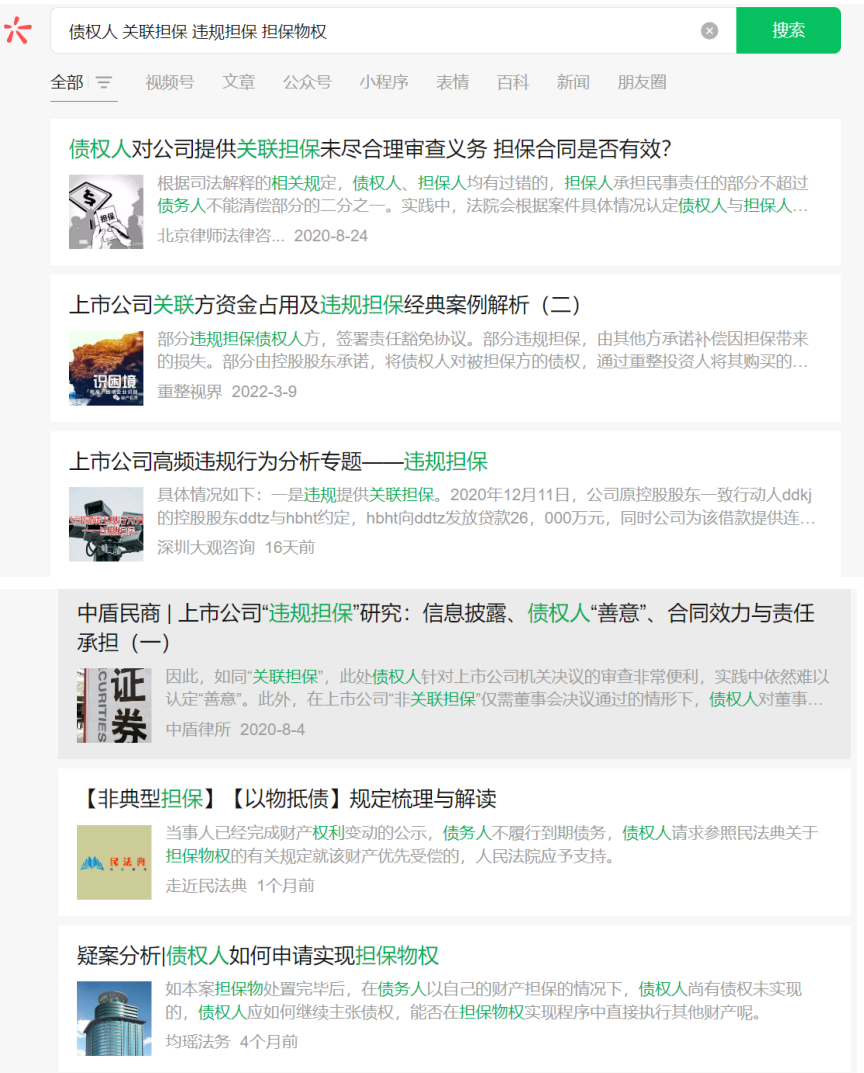 债权人 关联担保 违规担保 担保物权
搜索
全部 视频号 文章 公众号 小程序 表情 百科 新闻 朋友圈
债权人对公司提供关联担保未尽合理审查义务 担保合同是否有效?
根据司法解释的相关规定，债权人、担保人均有过错的，担保人承担民事责任的部分不超过
债务人不能清偿部分的二分之一。实践中，法院会根据案件具体情况认定债权人与担保人...
担保
北京律师法律咨... 2020-8-24
上市公司关联方资金占用及违规担保经典案例解析（二）
部分违规担保债权人方，签署责任豁免协议。部分违规担保，由其他方承诺补偿因担保带来
的损失。部分由控股股东承诺，将债权人对被担保方的债权，通过重整投资人将其购买的...
识困境
重整视界 2022-3-9
上市公司高频违规行为分析专题——违规担保
具体情况如下：一是违规提供关联担保。2020年12月11日，公司原控股股东一致行动人ddkj
的控股股东ddtz与hbht约定，hbht向ddtz发放贷款26，000万元，同时公司为该借款提供连...
深圳大观咨询 16天前
中盾民商 | 上市公司“违规担保”研究：信息披露、债权人“善意”、合同效力与责任
承担（一）
因此，如同“关联担保”，此处债权人针对上市公司机关决议的审查非常便利，实践中依然难以
认定“善意”。此外，在上市公司“非关联担保”仅需董事会决议通过的情形下，债权人对董事...
证券
CURITIES
中盾律所 2020-8-4
【非典型担保】【以物抵债】规定梳理与解读
当事人已经完成财产权利变动的公示，债务人不履行到期债务，债权人请求参照民法典关于
担保物权的有关规定就该财产优先受偿的，人民法院应予支持。
民法典
走近民法典 1个月前
疑案分析|债权人如何申请实现担保物权
如本案担保物处置完毕后，在债务人以自己的财产担保的情况下，债权人尚有债权未实现
的，债权人应如何继续主张债权，能否在担保物权实现程序中直接执行其他财产呢。
均瑶法务 4个月前